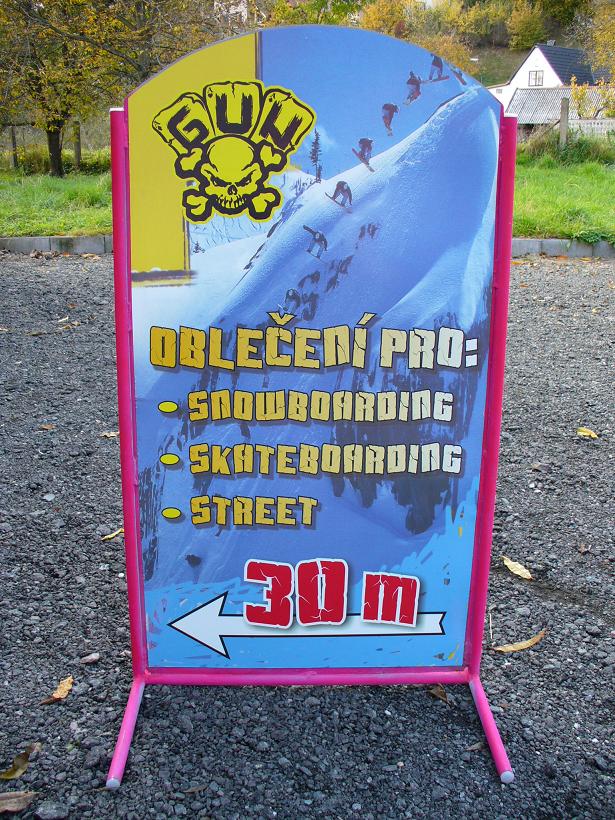 GUN
OBLEČENÍ PRO:
• SNOWBOARDING
• SKATEBOARDING
• STREET
30 m